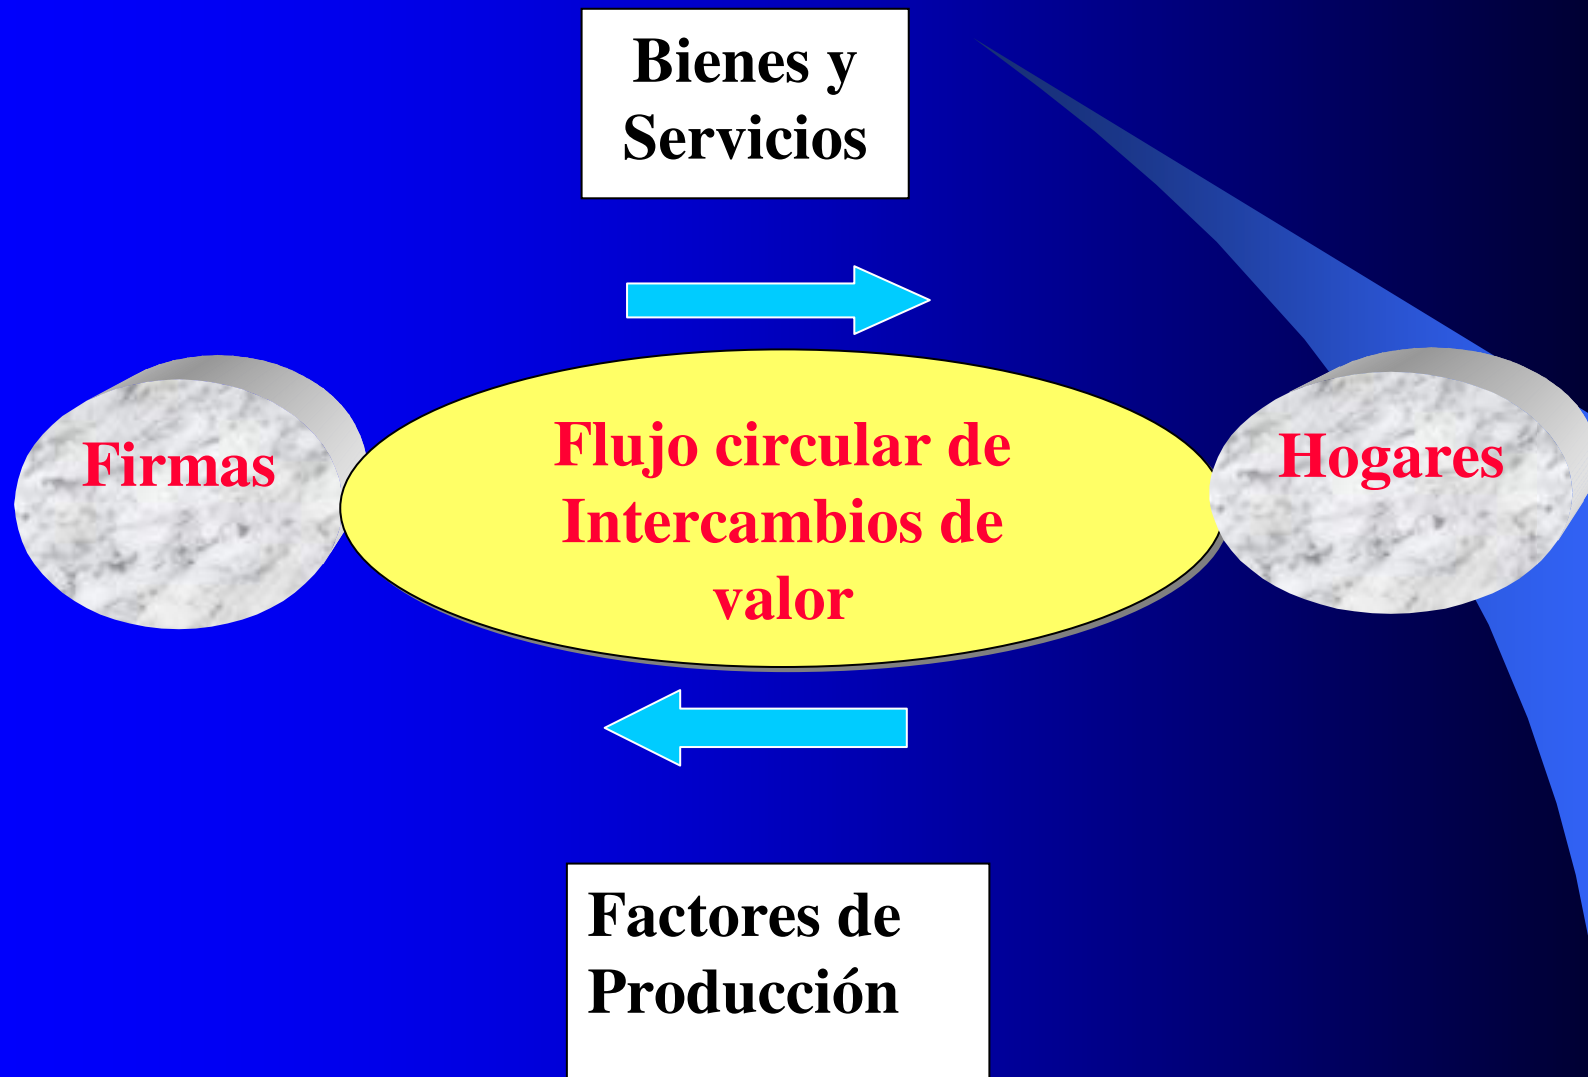 Bienes y
Servicios
Firmas
Flujo circular de
Intercambios de
valor
Hogares
Factores de
Producción